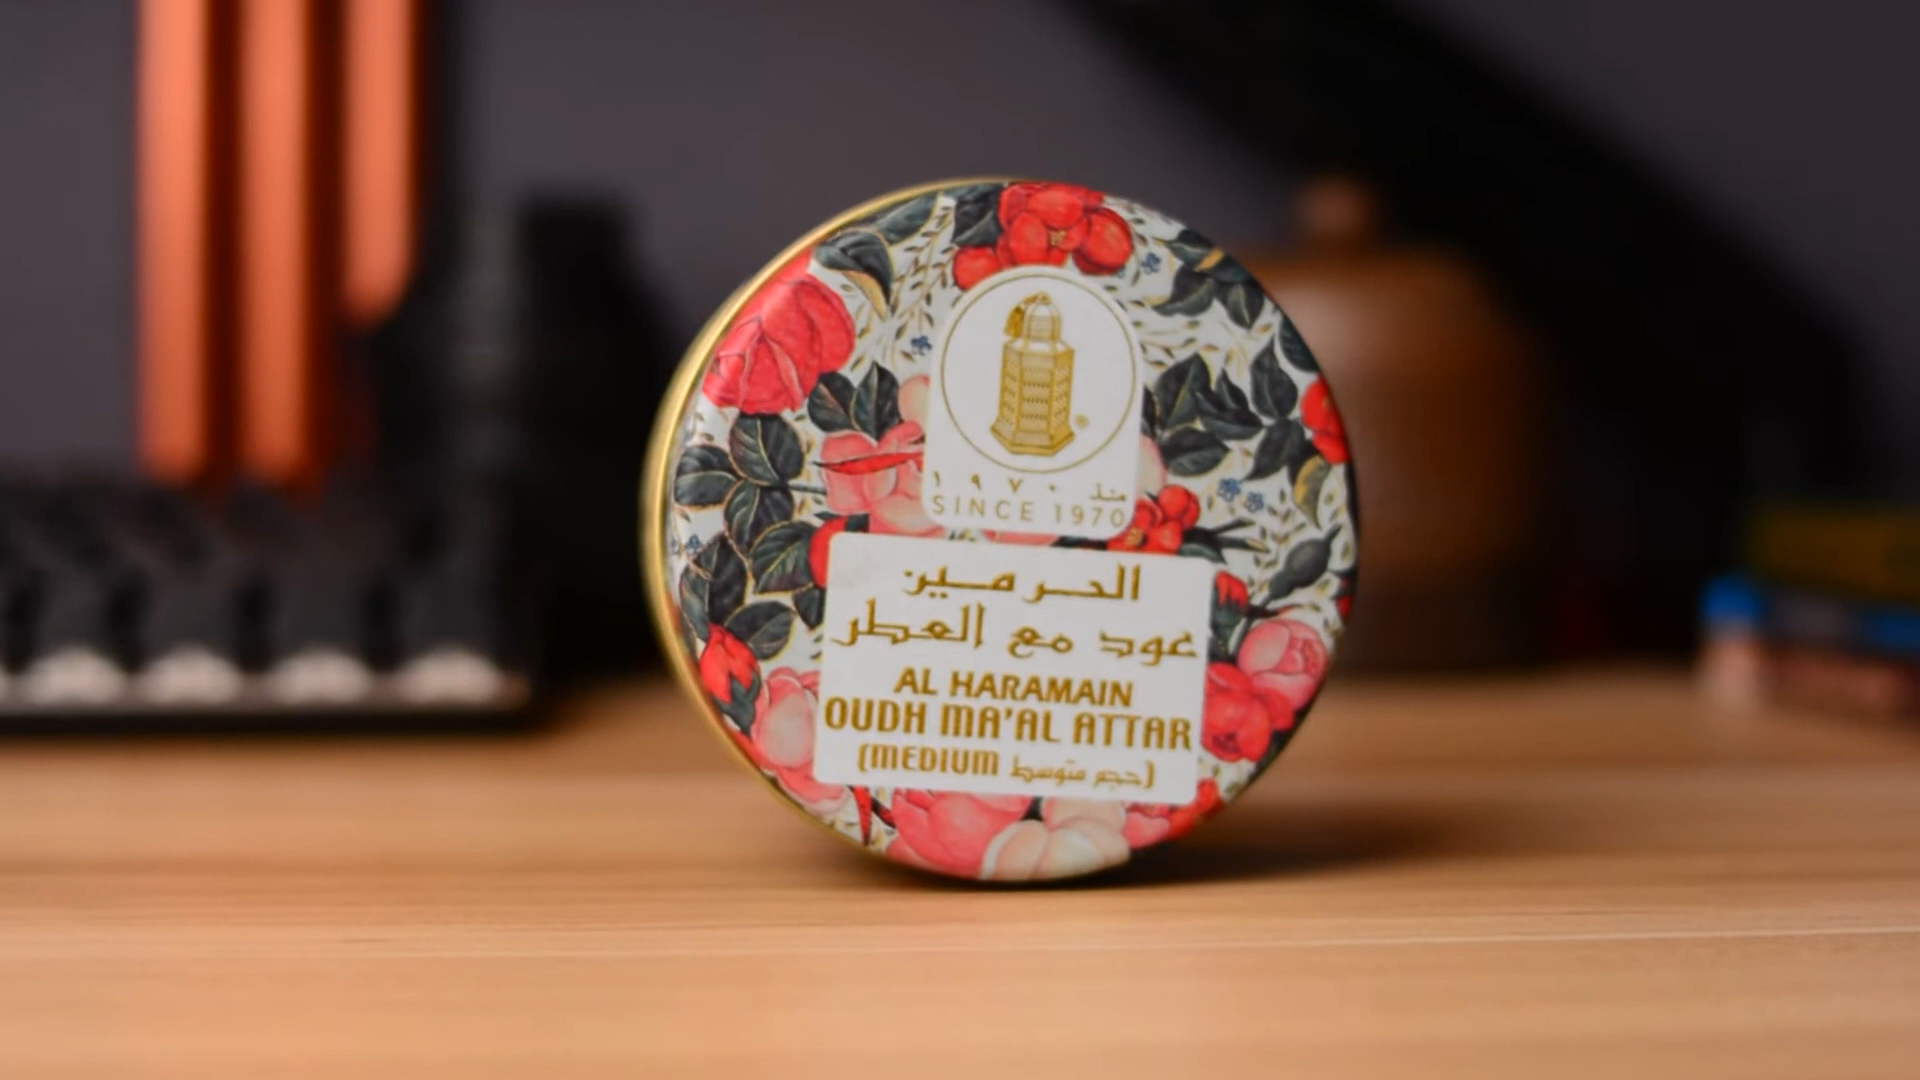 منذ ١٩٧٠
SINCE 1970
الحرمين
عود مع العطر
AL HARAMAIN
OUDH MA'AL ATTAR
(MEDIUM حجم متوسط)